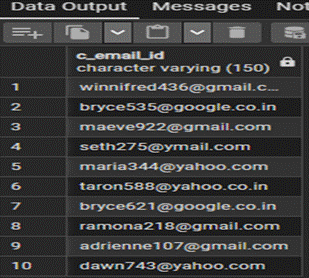 Data Output Messages Not
c_email_id
character varying (150)
1 winnifred436@gmail.c...
2 bryce535@google.co.in
3 maeve922@gmail.com
4 seth275@ymail.com
5 maria344@yahoo.com
6 taron588@yahoo.co.in
7 bryce621@google.co.in
8 ramona218@gmail.com
9 adrienne107@gmail.com
10 dawn743@yahoo.com